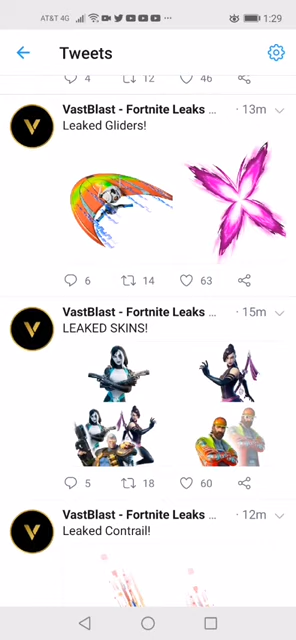 AT&T 4G 1:29
Tweets
4 12 46
VastBlast - Fortnite Leaks ... · 13m
Leaked Gliders!
6 14 63
VastBlast - Fortnite Leaks ... · 15m
LEAKED SKINS!
5 18 60
VastBlast - Fortnite Leaks ... · 12m
Leaked Contrail!